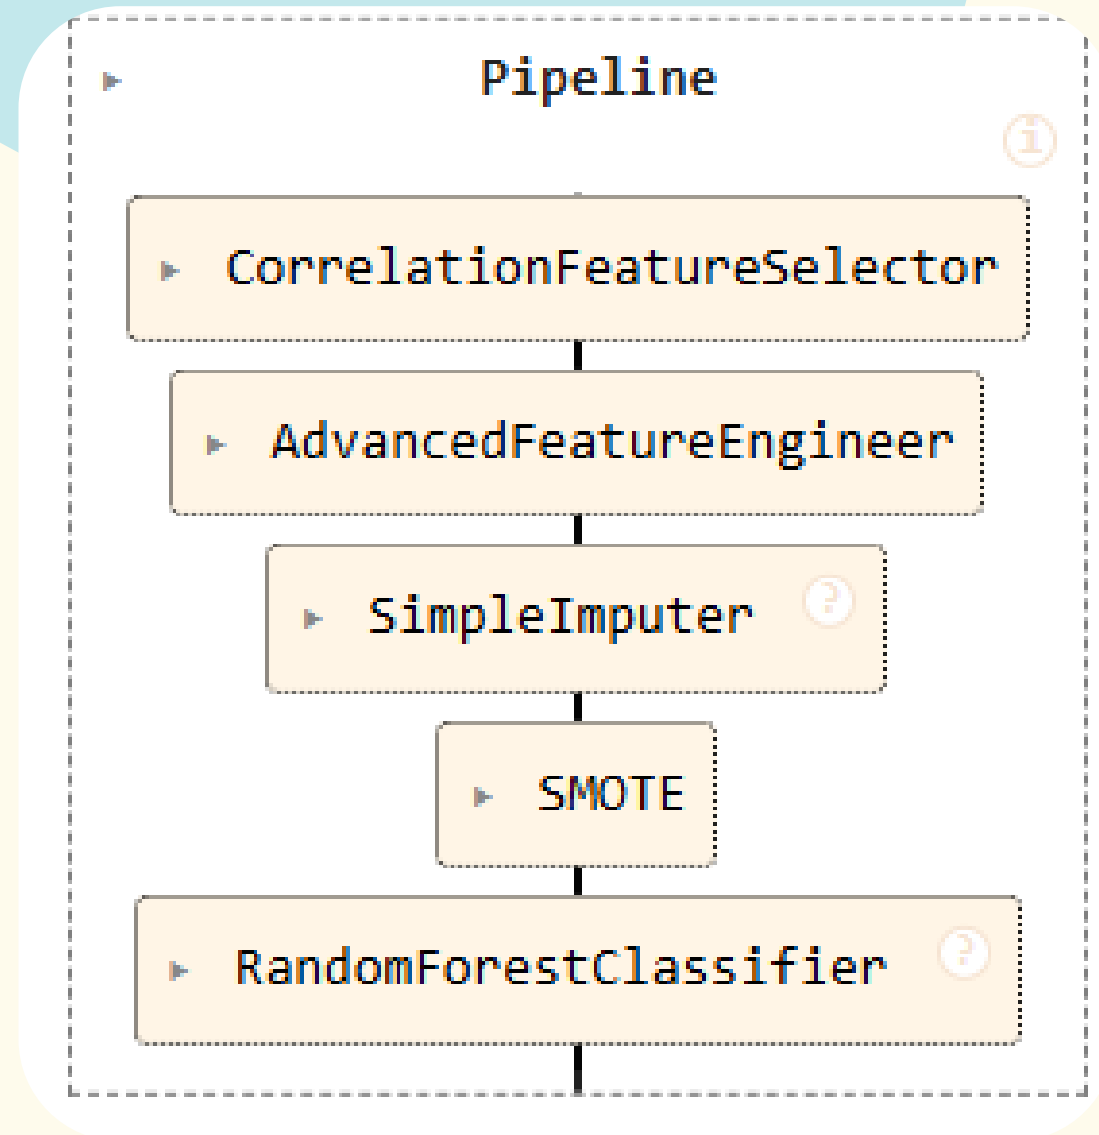 Pipeline
i
CorrelationFeatureSelector
AdvancedFeatureEngineer
SimpleImputer ?
SMOTE
RandomForestClassifier ?